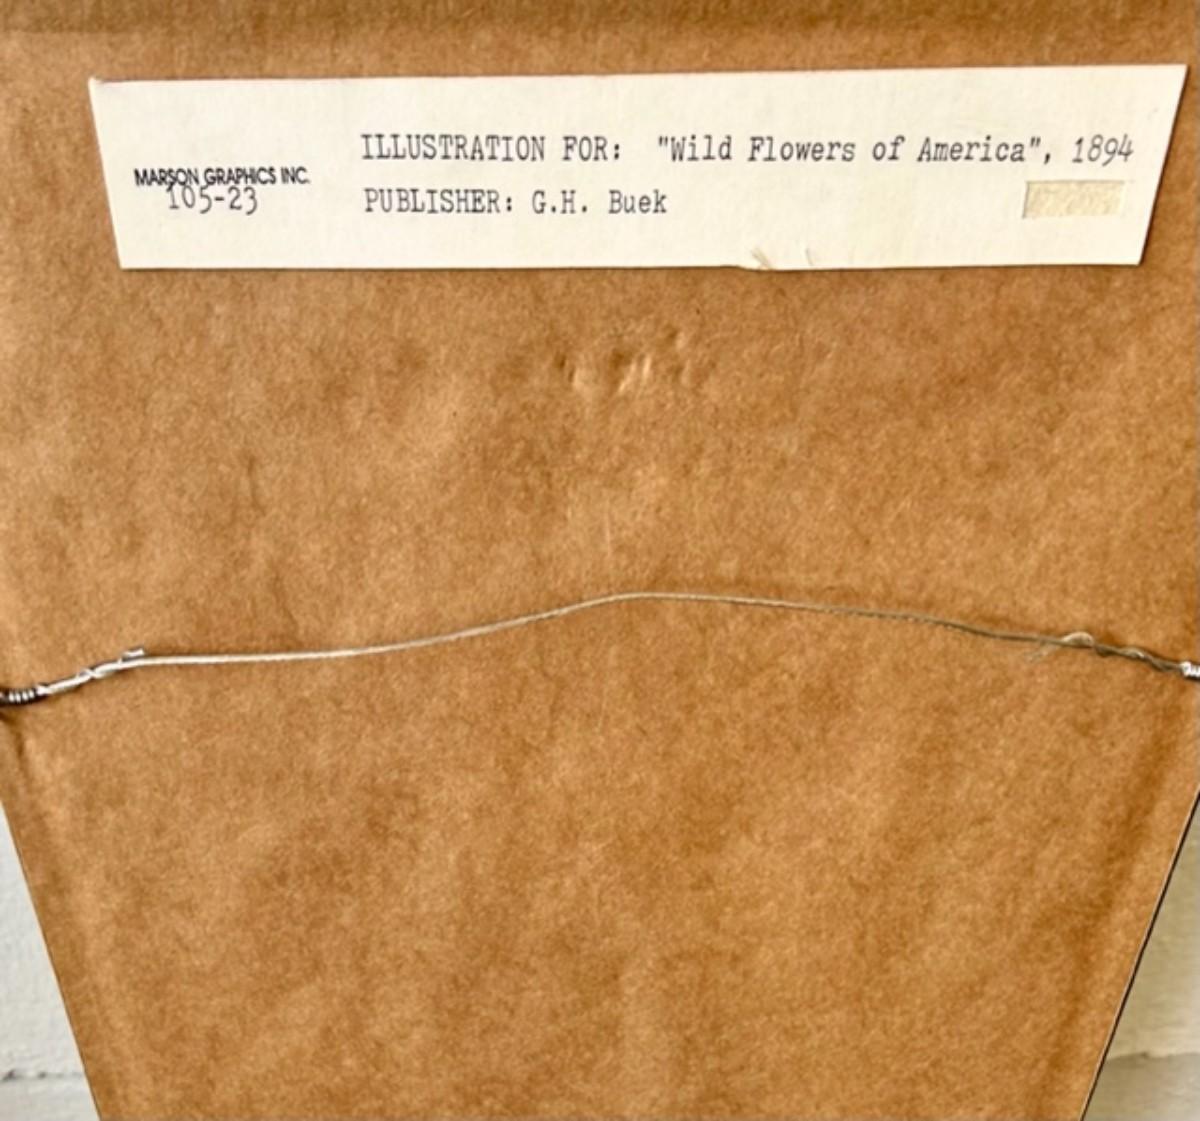 MARSON GRAPHICS INC.
105-23
ILLUSTRATION FOR: "Wild Flowers of America", 1894
PUBLISHER: G.H. Buek